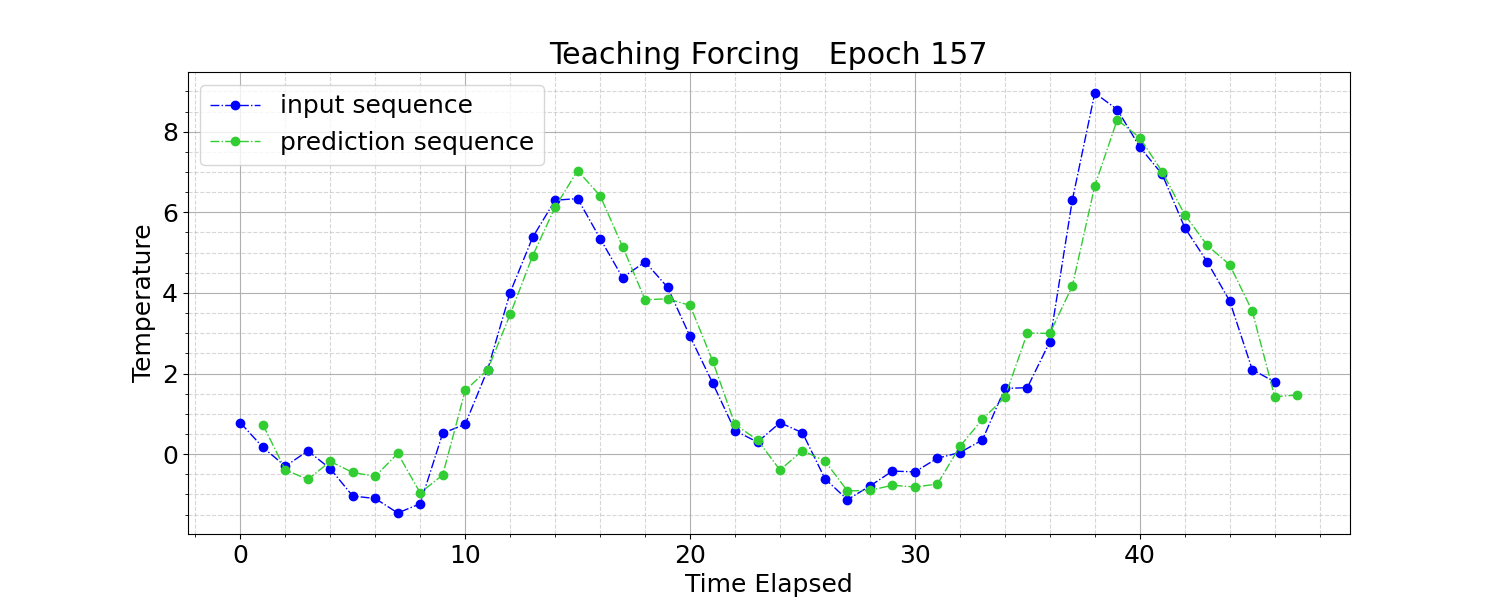 Teaching Forcing   Epoch 157
input sequence
prediction sequence
Temperature
8
6
4
2
0
0 10 20 30 40
Time Elapsed